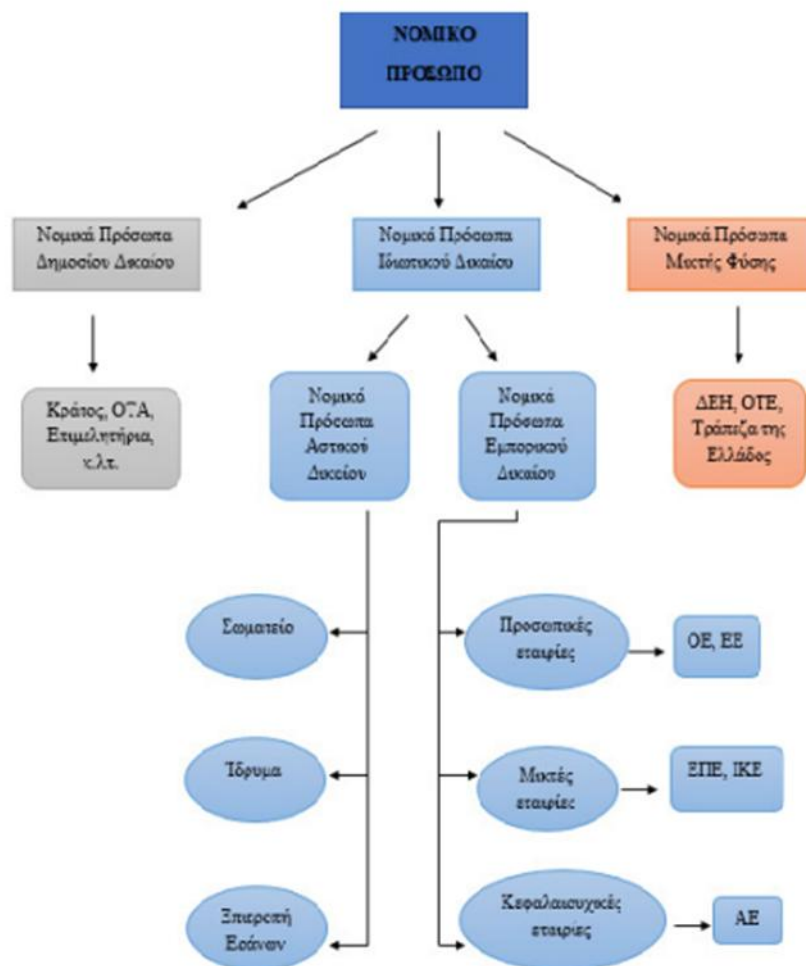 ΝΟΜΙΚΟ
ΠΡΟΣΩΠΟ
Νομικά Πρόσωπα
Δημοσίου Δικαίου
Νομικά Πρόσωπα
Ιδιωτικού Δικαίου
Νομικά Πρόσωπα
Μικτής Φύσης
Κράτος, ΟΤΑ,
Επιμελητήρια,
κ.λπ.
Νομικά
Πρόσωπα
Αστικού
Δικαίου
Νομικά
Πρόσωπα
Εμπορικού
Δικαίου
ΔΕΗ, ΟΤΕ,
Τράπεζα της
Ελλάδος
Σωματείο
Προσωπικές
εταιρίες
ΟΕ, ΕΕ
Ίδρυμα
Μικτές
εταιρίες
ΕΠΕ, ΙΚΕ
Επιτροπή
Εράνων
Κεφαλαιουχικές
εταιρίες
ΑΕ